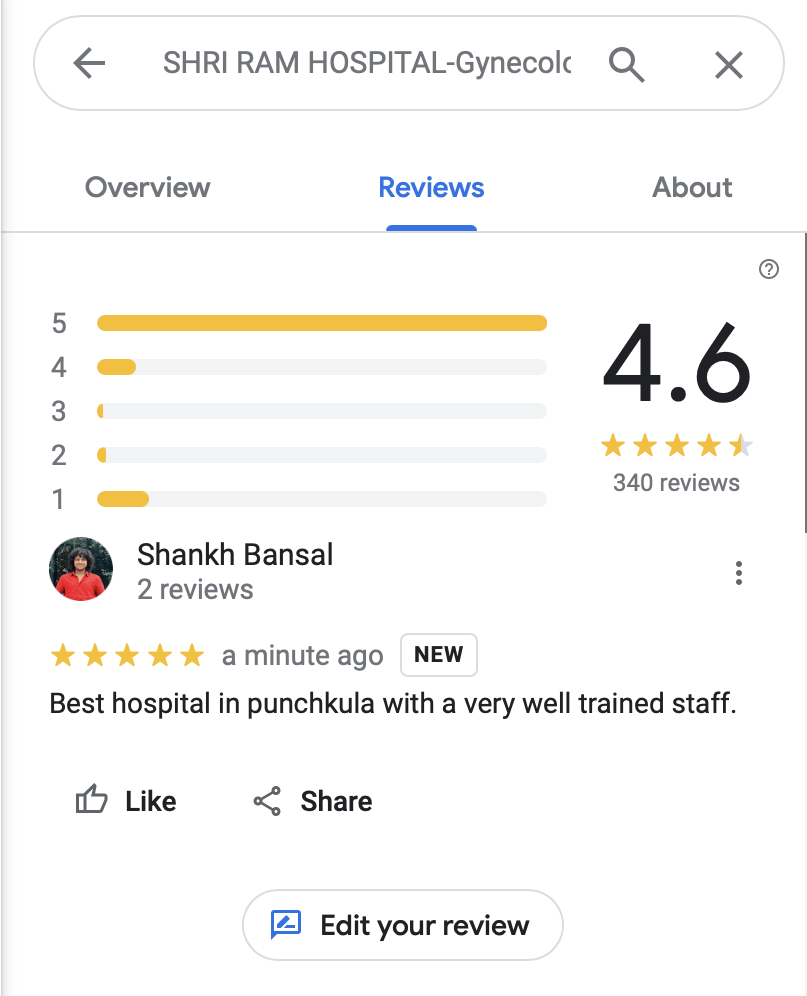 SHRI RAM HOSPITAL-Gynecolo
Overview Reviews About
5
4
3
2
1
4.6
340 reviews
Shankh Bansal
2 reviews
a minute ago NEW
Best hospital in punchkula with a very well trained staff.
Like Share
Edit your review